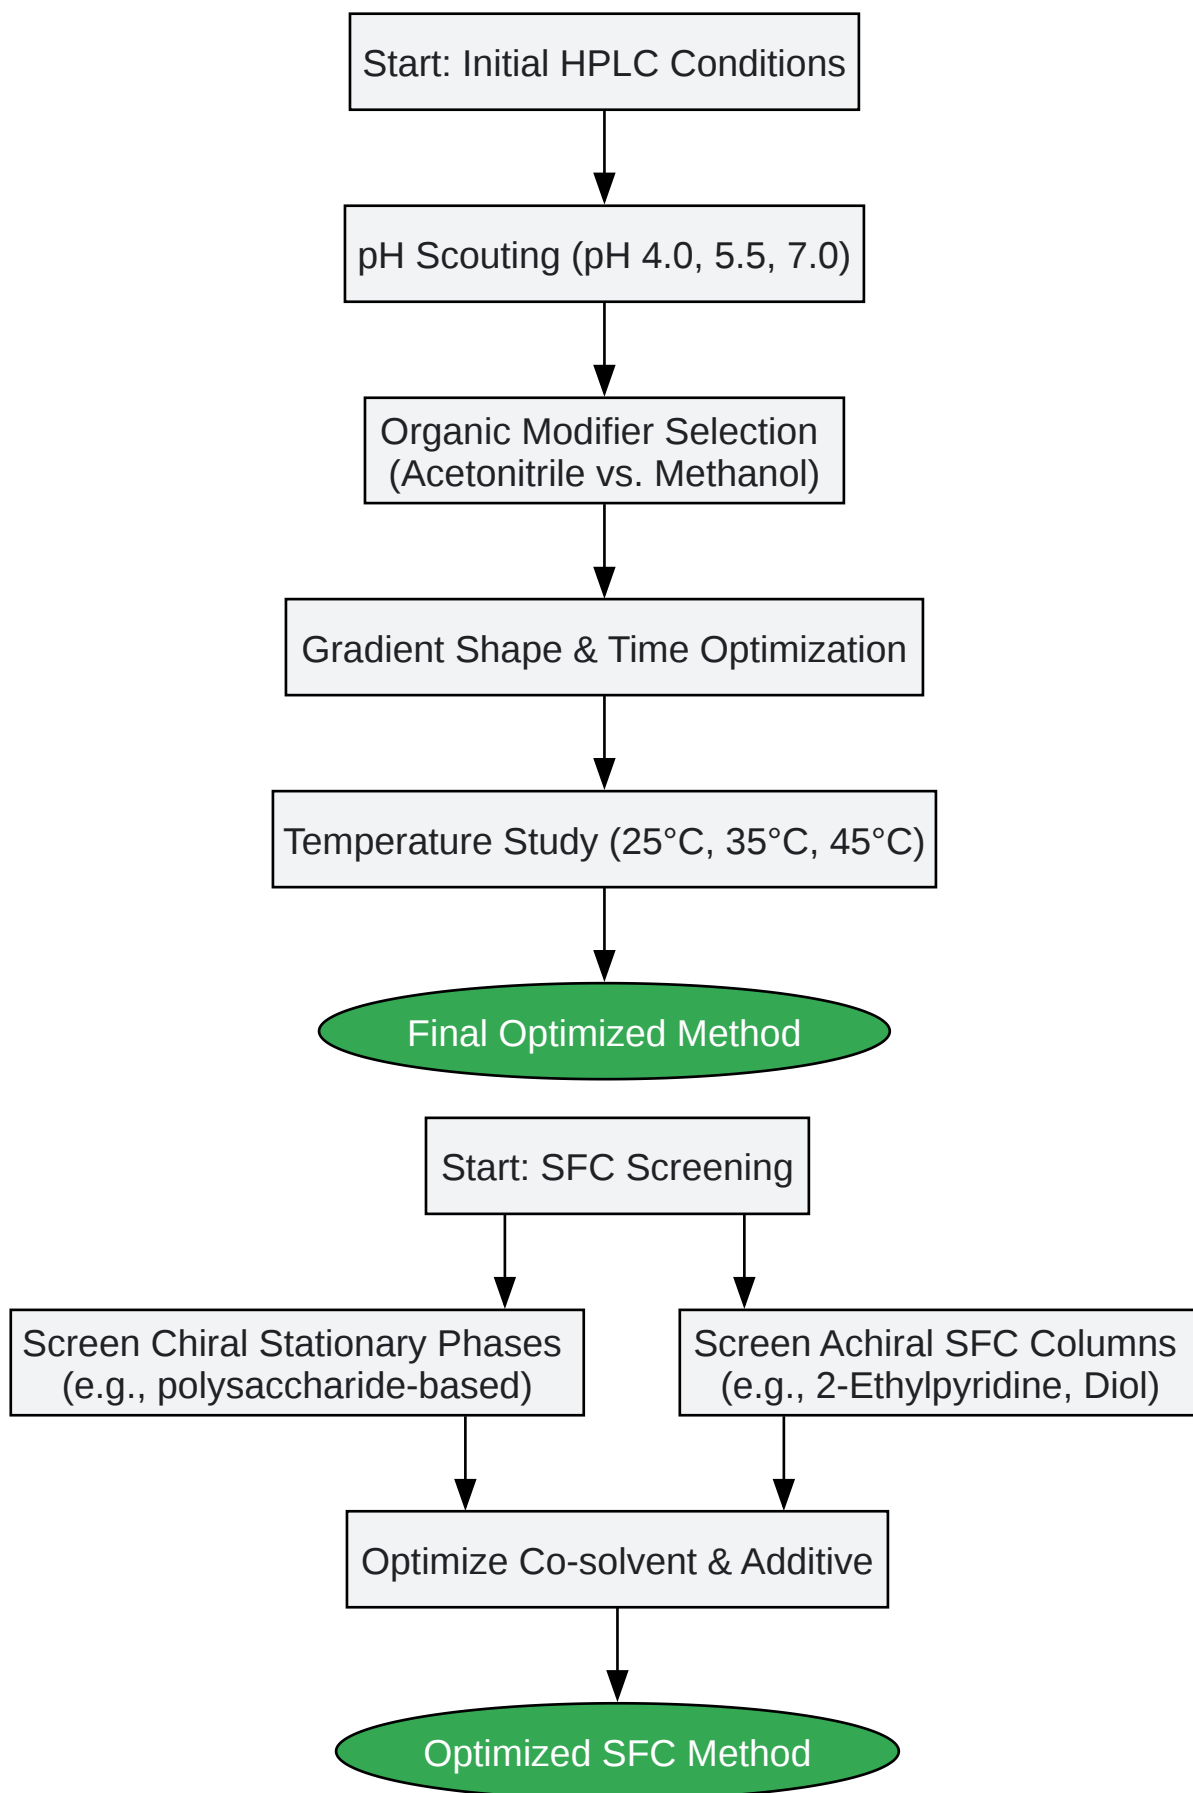 Start: Initial HPLC Conditions
pH Scouting (pH 4.0, 5.5, 7.0)
Organic Modifier Selection
(Acetonitrile vs. Methanol)
Gradient Shape & Time Optimization
Temperature Study (25°C, 35°C, 45°C)
Final Optimized Method
Start: SFC Screening
Screen Chiral Stationary Phases
(e.g., polysaccharide-based)
Screen Achiral SFC Columns
(e.g., 2-Ethylpyridine, Diol)
Optimize Co-solvent & Additive
Optimized SFC Method